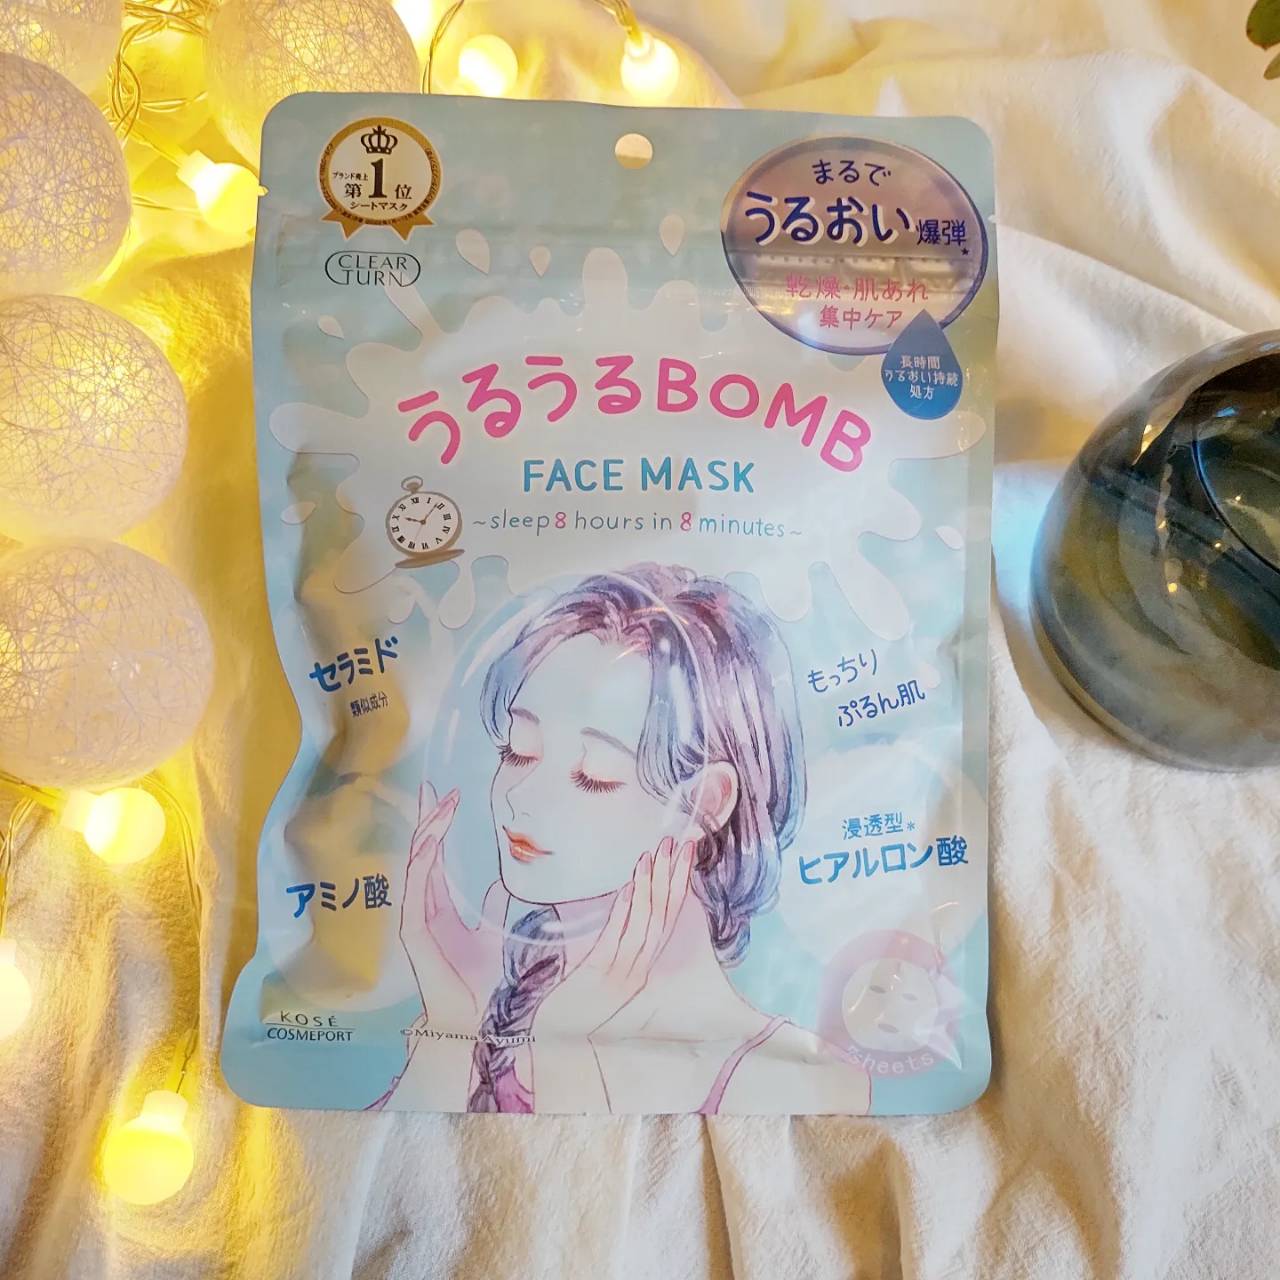 ブランド売上
第1位
シートマスク
CLEAR
TURN
まるで
うるおい爆弾*
乾燥・肌あれ
集中ケア
長時間
うるおい持続
処方
うるうるBOMB
FACE MASK
~sleep 8 hours in 8 minutes~
セラミド
類似成分
もっちり
ぷるん肌
アミノ酸
浸透型*
ヒアルロン酸
KOSÉ
COSMEPORT
©Miyama Ayumi
sheets